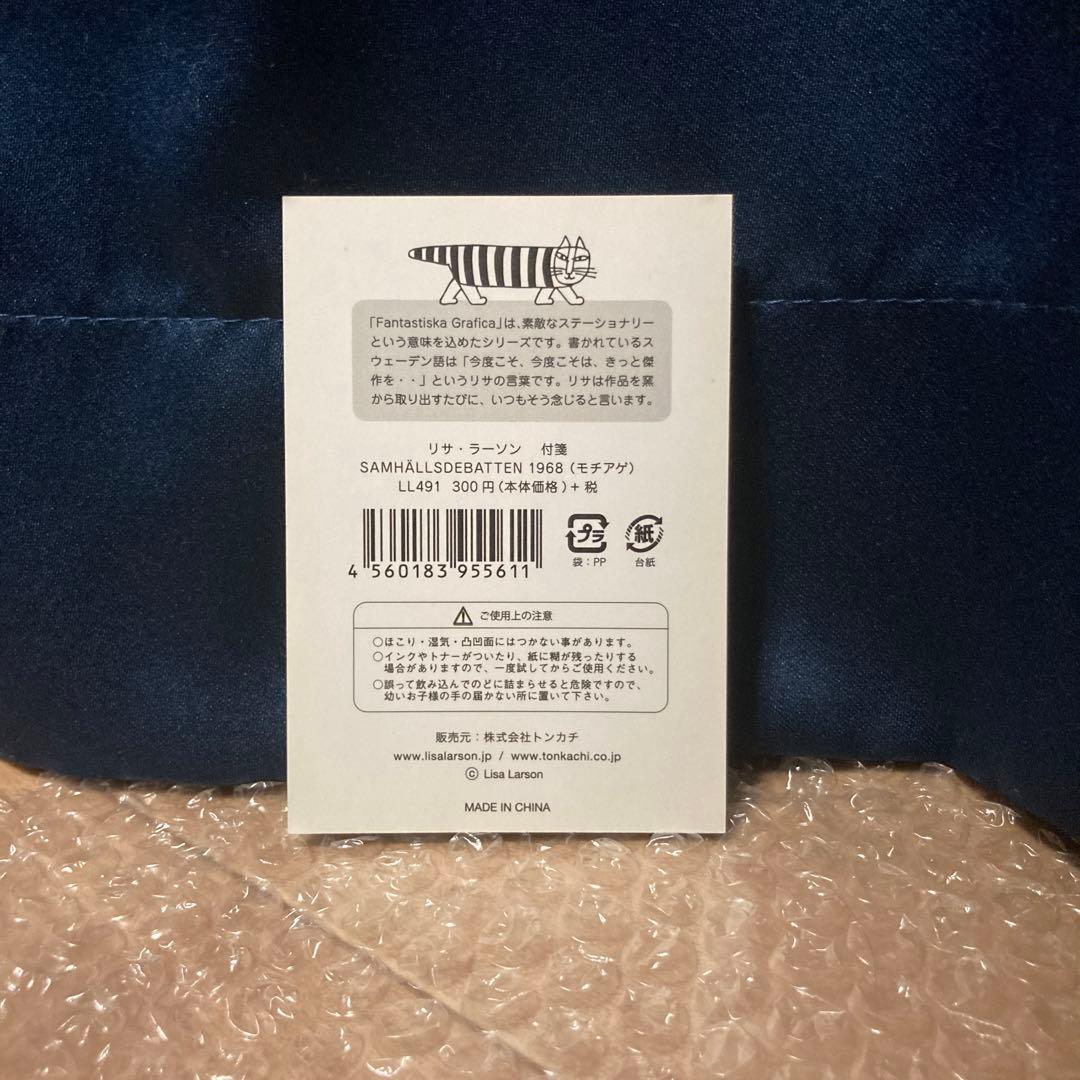 「Fantastiska Grafica」は、素敵なステーショナリー
という意味を込めたシリーズです。書かれているス
ウェーデン語は「今度こそ、今度こそは、きっと傑
作を・・」というリサの言葉です。リサは作品を窯
から取り出すたびに、いつもそう念じると言います。
リサ・ラーソン 付箋
SAMHÄLLSDEBATTEN 1968（モチアゲ）
LL491 300円（本体価格）+ 税
4 560183 955611
プラ
袋：PP
紙
台紙
ご使用上の注意
○ほこり・湿気・凸凹面にはつかない事があります。
○インクやトナーがついたり、紙に糊が残ったりする
場合がありますので、一度試してからご使用ください。
○誤って飲み込んでのどに詰まらせると危険ですので、
幼いお子様の手の届かない所に置いて下さい。
販売元：株式会社トンカチ
www.lisalarson.jp / www.tonkachi.co.jp
© Lisa Larson
MADE IN CHINA